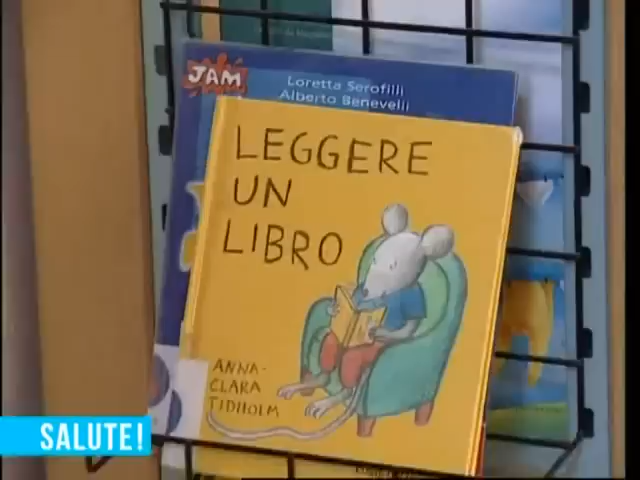 JAM
Loretta Serofilli
Alberto Benevelli
LEGGERE
UN
LIBRO
ANNA-
CLARA
TIDHOLM
SALUTE!